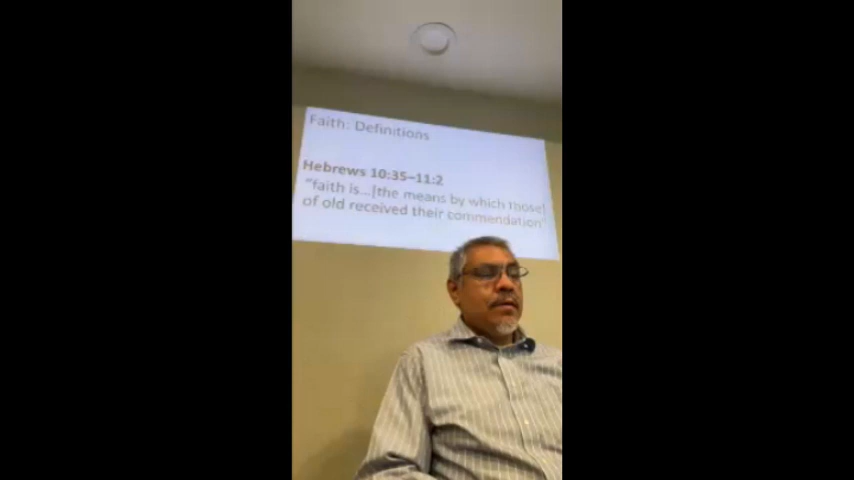 Faith: Definitions
Hebrews 10:35–11:2
"faith is...[the means by which those]
of old received their commendation"